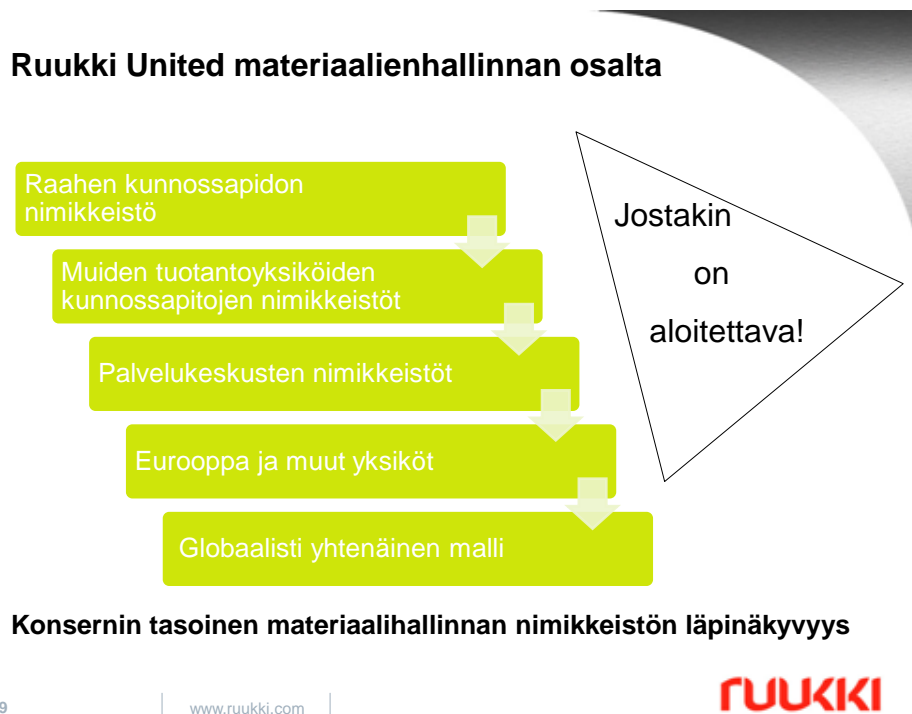 Ruukki United materiaalienhallinnan osalta
Raahen kunnossapidon
nimikkeistö
Muiden tuotantoyksiköiden
kunnossapitojen nimikkeistöt
Palvelukeskusten nimikkeistöt
Eurooppa ja muut yksiköt
Globaalisti yhtenäinen malli
Jostakin
on
aloitettava!
Konsernin tasoinen materiaalihallinnan nimikkeistön läpinäkyvyys
9
www.ruukki.com
ruukki